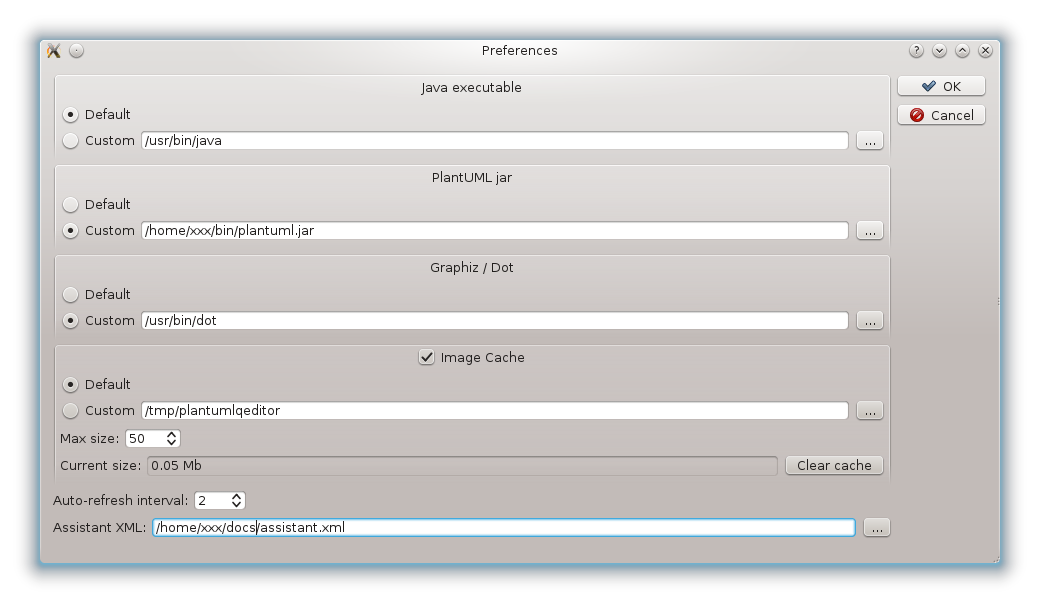 Preferences
Java executable
OK
Default
Cancel
Custom /usr/bin/java ...
PlantUML jar
Default
Custom /home/xxx/bin/plantuml.jar ...
Graphiz / Dot
Default
Custom /usr/bin/dot ...
Image Cache
Default
Custom /tmp/plantumlqeditor ...
Max size: 50
Current size: 0.05 Mb Clear cache
Auto-refresh interval: 2
Assistant XML: /home/xxx/docs/assistant.xml ...